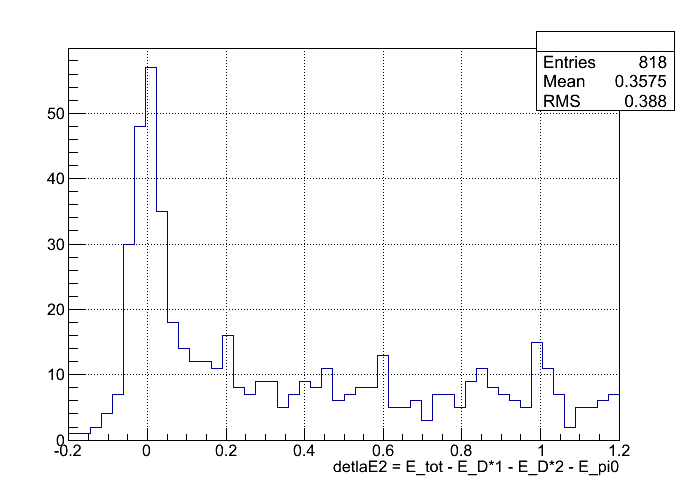 Entries 818
Mean 0.3575
RMS 0.388
50
40
30
20
10
0
-0.2 0 0.2 0.4 0.6 0.8 1 1.2
detlaE2 = E_tot - E_D*1 - E_D*2 - E_pi0